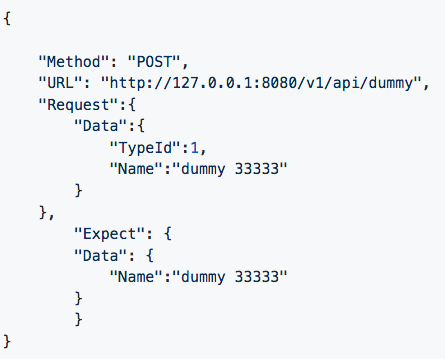 {
"Method": "POST",
"URL": "http://127.0.0.1:8080/v1/api/dummy",
"Request":{
"Data":{
"TypeId":1,
"Name":"dummy 33333"
}
},
"Expect": {
"Data": {
"Name":"dummy 33333"
}
}
}